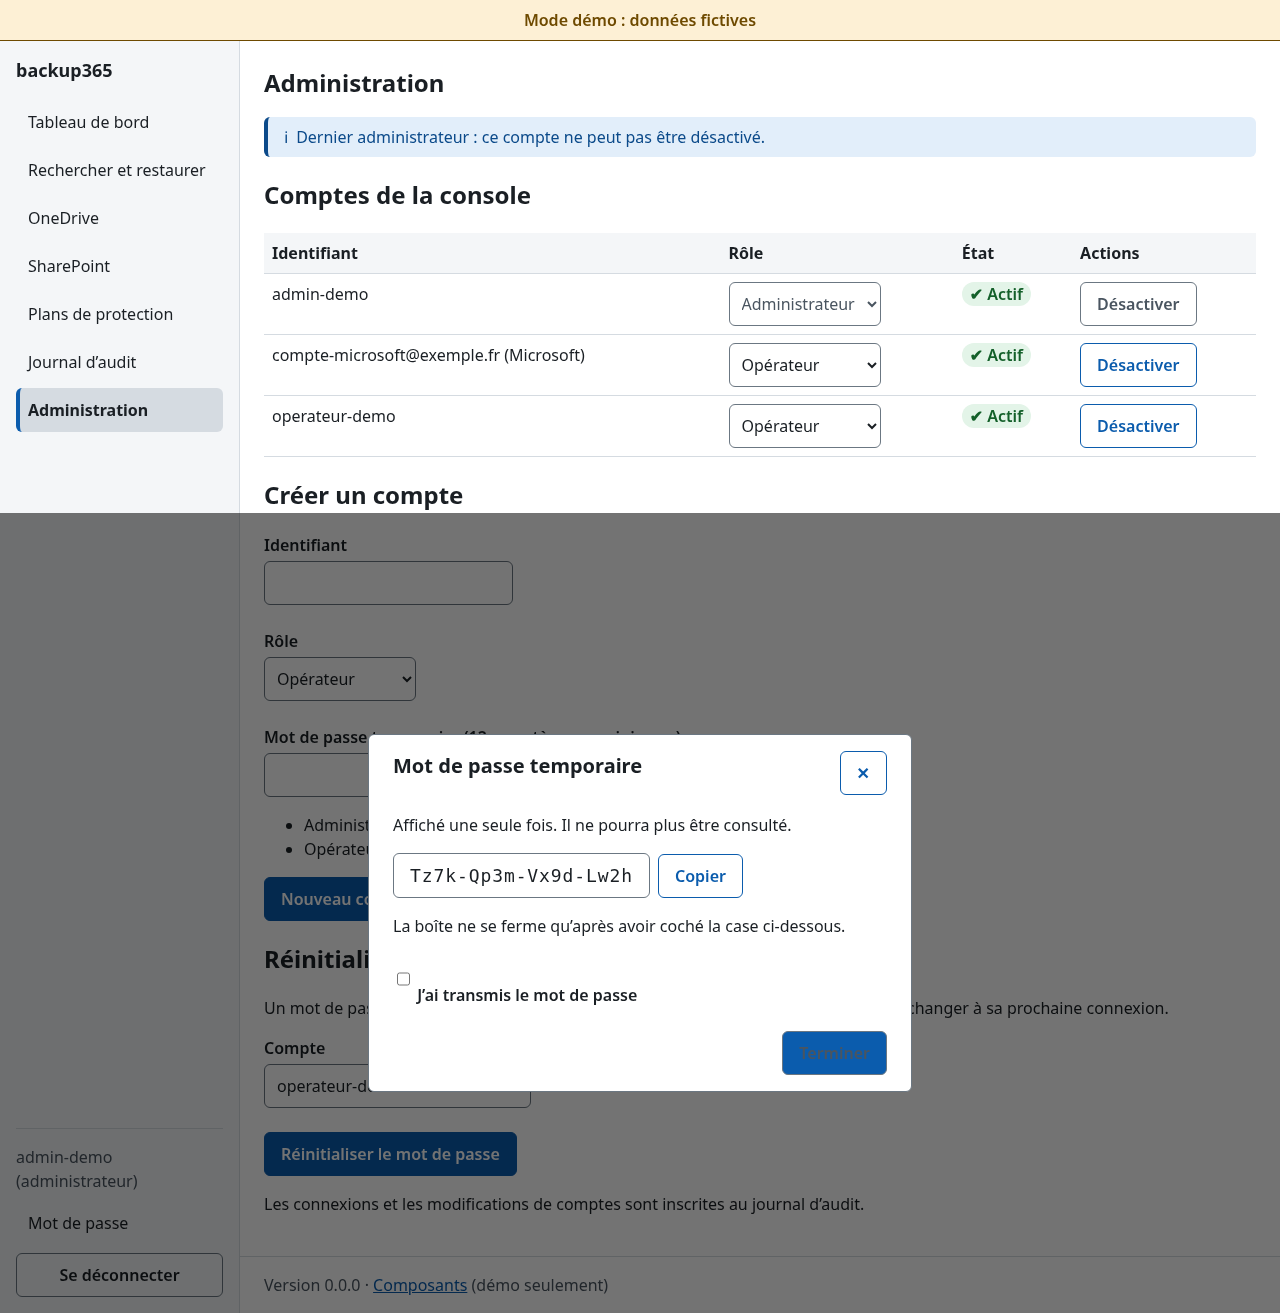 Mode démo : données fictives
backup365
Tableau de bord
Rechercher et restaurer
OneDrive
SharePoint
Plans de protection
Journal d’audit
Administration
admin-demo
(administrateur)
Mot de passe
Se déconnecter
Administration
i Dernier administrateur : ce compte ne peut pas être désactivé.
Comptes de la console
Identifiant Rôle État Actions
admin-demo Administrateur ✔ Actif Désactiver
compte-microsoft@exemple.fr (Microsoft) Opérateur ✔ Actif Désactiver
operateur-demo Opérateur ✔ Actif Désactiver
Créer un compte
Identifiant
Rôle
Opérateur
Mot de passe
Nouveau
Un mot de
changer à sa prochaine connexion.
Compte
Réinitialiser le mot de passe
Les connexions et les modifications de comptes sont inscrites au journal d’audit.
Version 0.0.0 · Composants (démo seulement)
Mot de passe temporaire
×
Affiché une seule fois. Il ne pourra plus être consulté.
Tz7k-Qp3m-Vx9d-Lw2h Copier
La boîte ne se ferme qu’après avoir coché la case ci-dessous.
J’ai transmis le mot de passe
Terminer